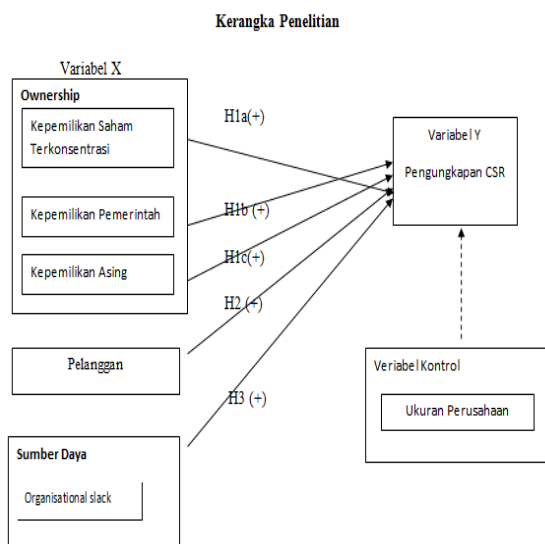 Kerangka Penelitian
Variabel X
Ownership
Kepemilikan Saham
Terkonsentrasi
Kepemilikan Pemerintah
Kepemilikan Asing
Pelanggan
Sumber Daya
Organisational slack
H1a(+)
H1b (+)
H1c(+)
H2 (+)
H3 (+)
Variabel Y
Pengungkapan CSR
Veriabel Kontrol
Ukuran Perusahaan